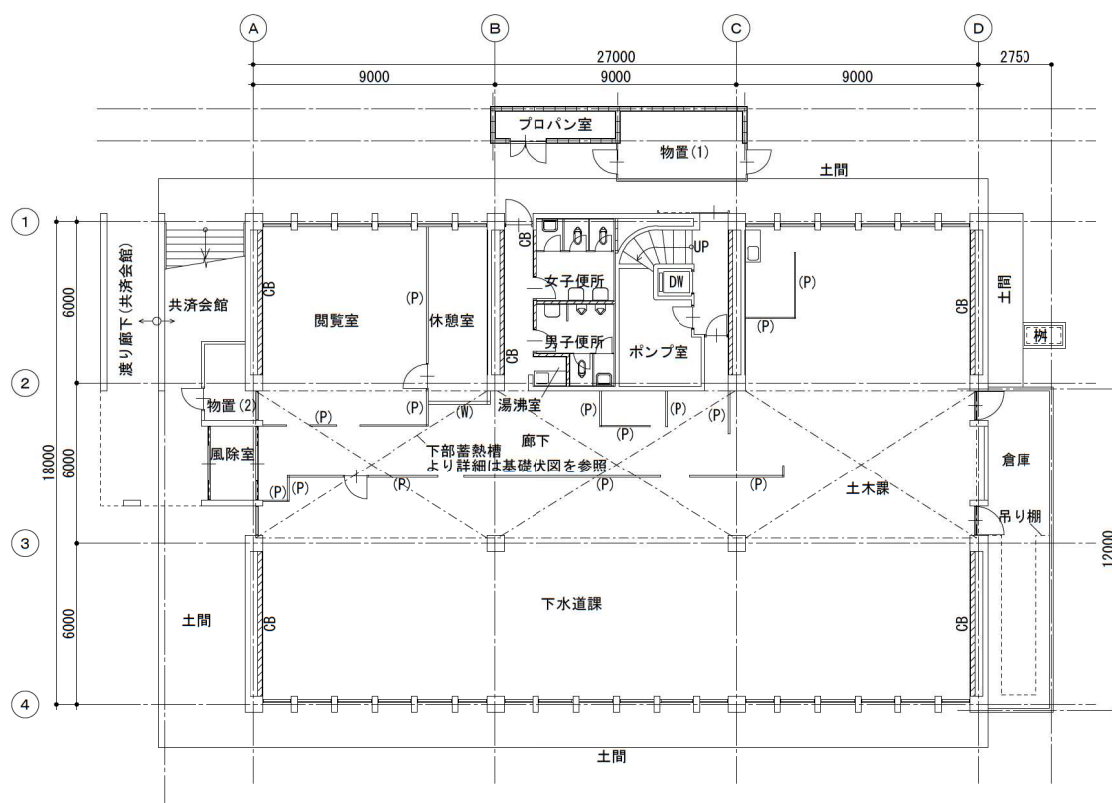 A
B
C
D
27000
2750
9000
9000
9000
プロパン室
物置(1)
土間
1
UP
CB
CB
DW
女子便所
(P)
(P)
CB
土間
渡り廊下(共済会館)
共済会館
6000
閲覧室
(P)
休憩室
CB
男子便所
ポンプ室
(P)
桝
2
湯沸室
物置(2)
(P)
(P)
(W)
(P)
(P)
(P)
廊下
下部蓄熱槽
より詳細は基礎伏図を参照
風除室
倉庫
18000
6000
(P)
(P)
(P)
(P)
(P)
土木課
吊り棚
3
12000
下水道課
6000
土間
CB
CB
4
土間